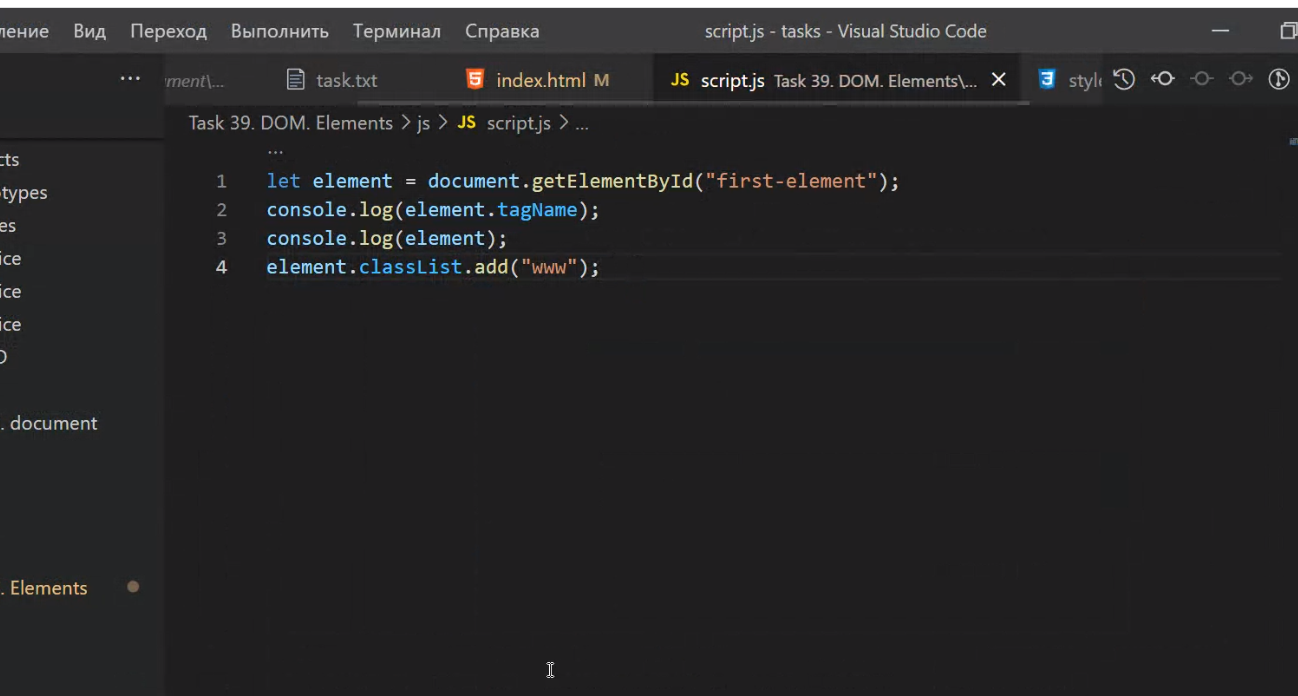 ление Вид Переход Выполнить Терминал Справка script.js - tasks - Visual Studio Code
... ment\... task.txt index.html M JS script.js Task 39. DOM. Elements\... style
Task 39. DOM. Elements > js > JS script.js > ...
...
cts
types
es
ice
ice
ice
. document
. Elements
1 let element = document.getElementById("first-element");
2 console.log(element.tagName);
3 console.log(element);
4 element.classList.add("www");